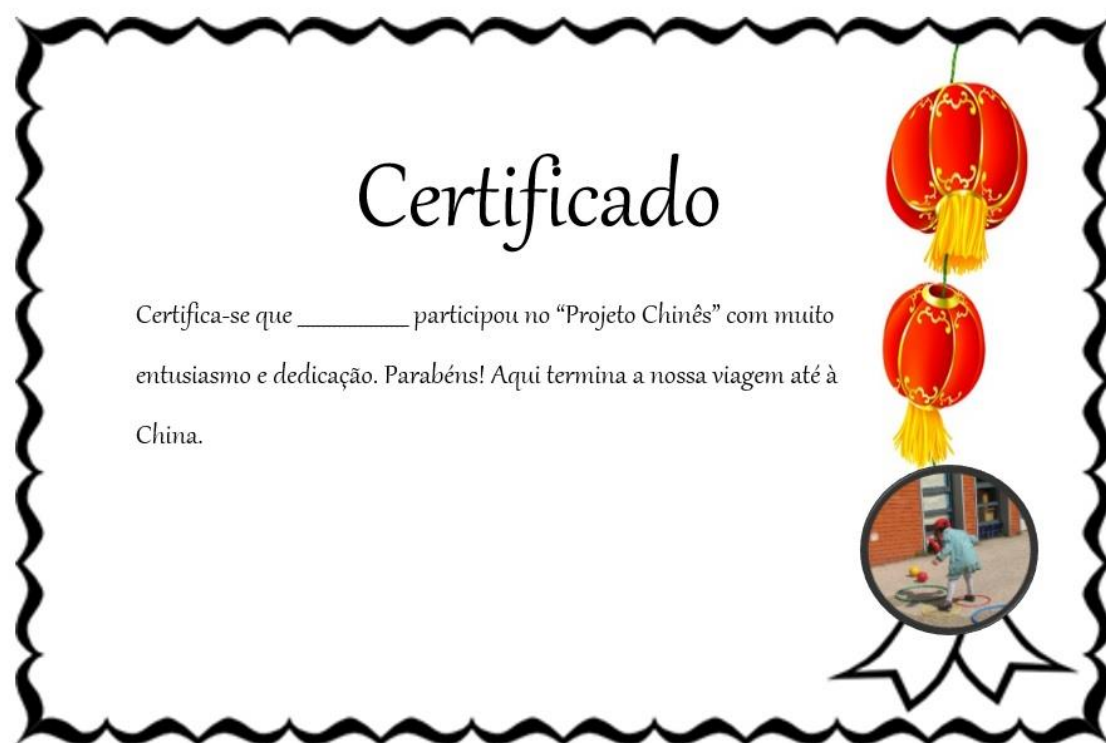 Certificado
Certifica-se que __________ participou no “Projeto Chinês” com muito
entusiasmo e dedicação. Parabéns! Aqui termina a nossa viagem até à
China.